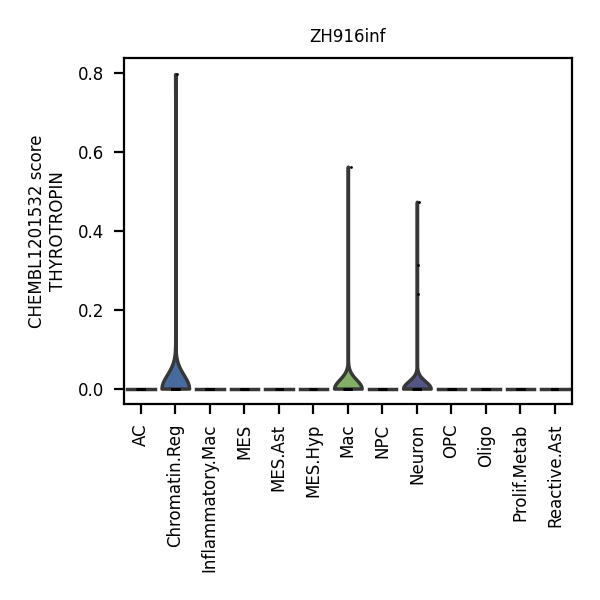 ZH916inf
CHEMBL1201532 score
THYROTROPIN
0.8
0.6
0.4
0.2
0.0
AC
Chromatin.Reg
Inflammatory.Mac
MES
MES.Ast
MES.Hyp
Mac
NPC
Neuron
OPC
Oligo
Prolif.Metab
Reactive.Ast